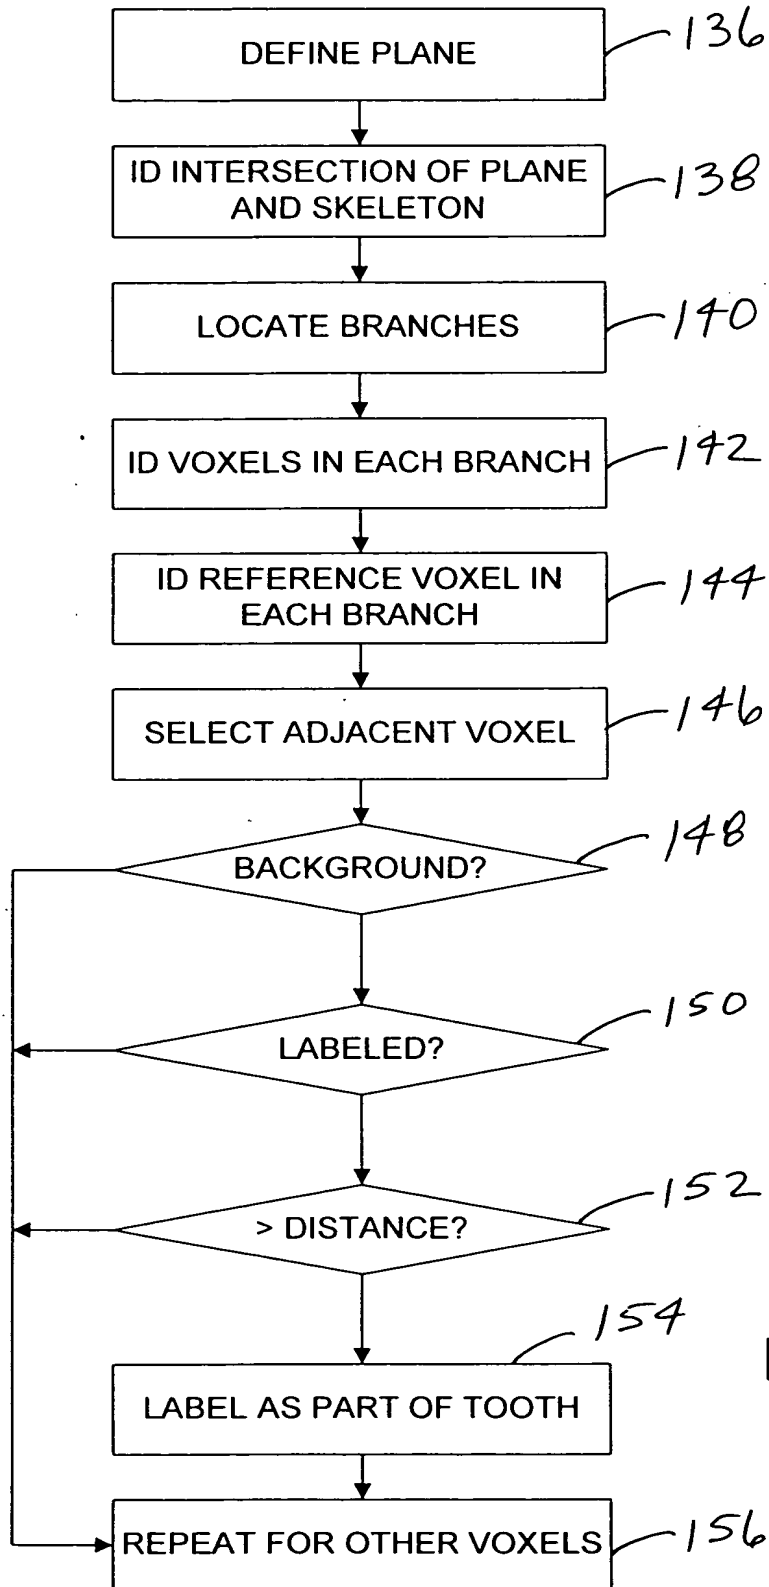 DEFINE PLANE
136
ID INTERSECTION OF PLANE
AND SKELETON
138
LOCATE BRANCHES
140
ID VOXELS IN EACH BRANCH
142
ID REFERENCE VOXEL IN
EACH BRANCH
144
SELECT ADJACENT VOXEL
146
BACKGROUND?
148
LABELED?
150
> DISTANCE?
152
LABEL AS PART OF TOOTH
154
REPEAT FOR OTHER VOXELS
156